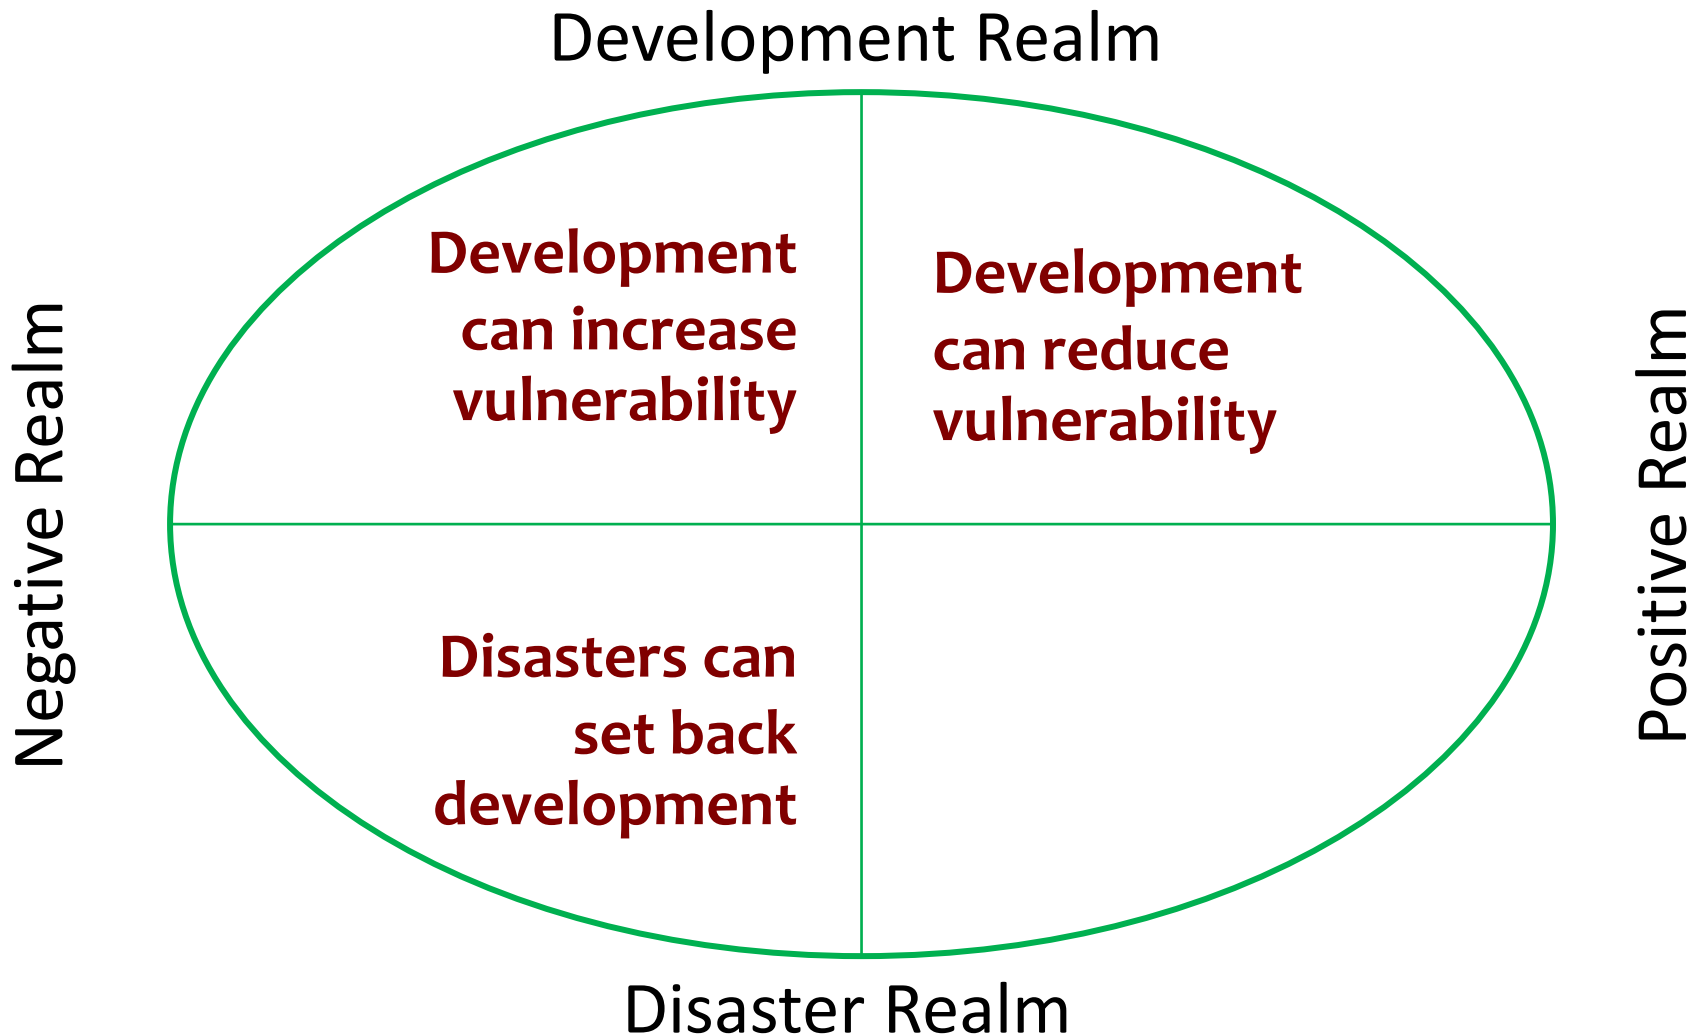 Development Realm
Negative Realm
Development
can increase
vulnerability
Development
can reduce
vulnerability
Positive Realm
Disasters can
set back
development
Disaster Realm